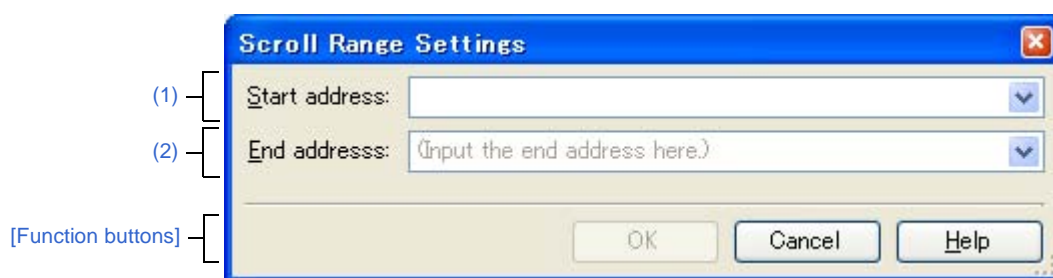 Scroll Range Settings
(1)
Start address:
(2)
End addresss: (Input the end address here.)
[Function buttons]
OK Cancel Help